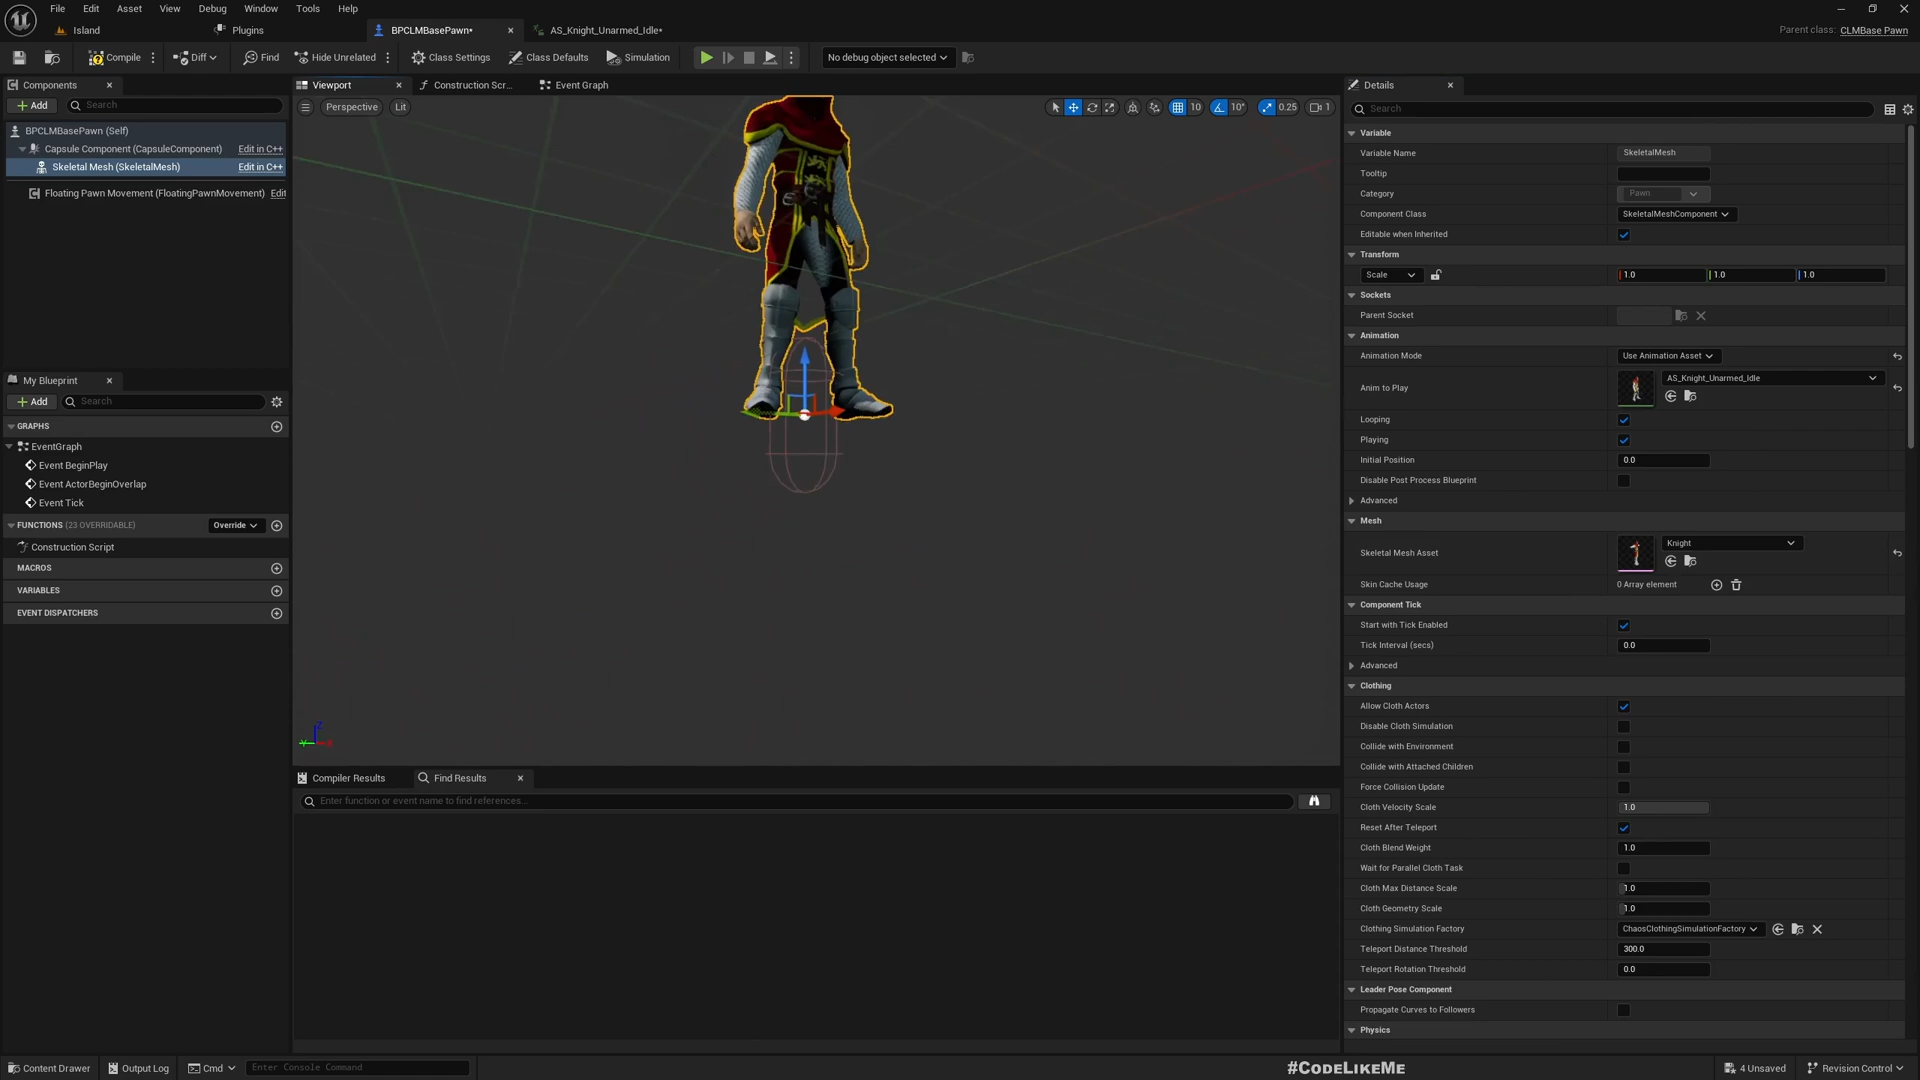 File Edit Asset View Debug Window Tools Help
Island Plugins BPCLMBasePawn* AS_Knight_Unarmed_Idle*
Parent class: CLMBase Pawn
Compile Diff Find Hide Unrelated Class Settings Class Defaults Simulation No debug object selected
Components
Add Search
BPCLMBasePawn (Self)
Capsule Component (CapsuleComponent) Edit in C++
Skeletal Mesh (SkeletalMesh) Edit in C++
Floating Pawn Movement (FloatingPawnMovement) Edit
My Blueprint
Add Search
GRAPHS
EventGraph
Event BeginPlay
Event ActorBeginOverlap
Event Tick
FUNCTIONS (23 OVERRIDABLE) Override
Construction Script
MACROS
VARIABLES
EVENT DISPATCHERS
Viewport Construction Scr... Event Graph
Perspective Lit 10 10° 0.25 1
Z
Y X
Compiler Results Find Results
Enter function or event name to find references...
Details
Search
Variable
Variable Name SkeletalMesh
Tooltip
Category Pawn
Component Class SkeletalMeshComponent
Editable when Inherited
Transform
Scale 1.0 1.0 1.0
Sockets
Parent Socket
Animation
Animation Mode Use Animation Asset
Anim to Play AS_Knight_Unarmed_Idle
Looping
Playing
Initial Position 0.0
Disable Post Process Blueprint
Advanced
Mesh
Skeletal Mesh Asset Knight
Skin Cache Usage 0 Array element
Component Tick
Start with Tick Enabled
Tick Interval (secs) 0.0
Advanced
Clothing
Allow Cloth Actors
Disable Cloth Simulation
Collide with Environment
Collide with Attached Children
Force Collision Update
Cloth Velocity Scale 1.0
Reset After Teleport
Cloth Blend Weight 1.0
Wait for Parallel Cloth Task
Cloth Max Distance Scale 1.0
Cloth Geometry Scale 1.0
Clothing Simulation Factory ChaosClothingSimulationFactory
Teleport Distance Threshold 300.0
Teleport Rotation Threshold 0.0
Leader Pose Component
Propagate Curves to Followers
Physics
Content Drawer Output Log Cmd Enter Console Command #CODELIKEME 4 Unsaved Revision Control